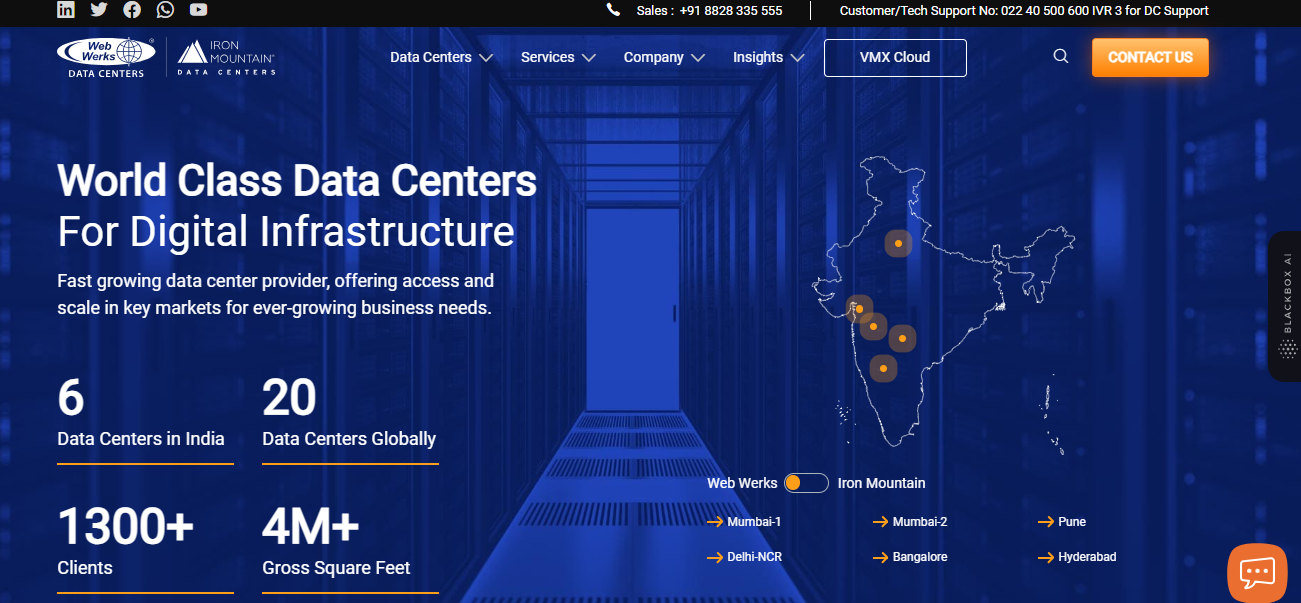 Sales : +91 8828 335 555
Customer/Tech Support No: 022 40 500 600 IVR 3 for DC Support
Web Werks ®
DATA CENTERS
IRON MOUNTAIN®
DATA CENTERS
Data Centers
Services
Company
Insights
VMX Cloud
CONTACT US
World Class Data Centers
For Digital Infrastructure
Fast growing data center provider, offering access and
scale in key markets for ever-growing business needs.
6
Data Centers in India
20
Data Centers Globally
1300+
Clients
4M+
Gross Square Feet
Web Werks
Iron Mountain
Mumbai-1
Mumbai-2
Pune
Delhi-NCR
Bangalore
Hyderabad
BLACKBOX AI